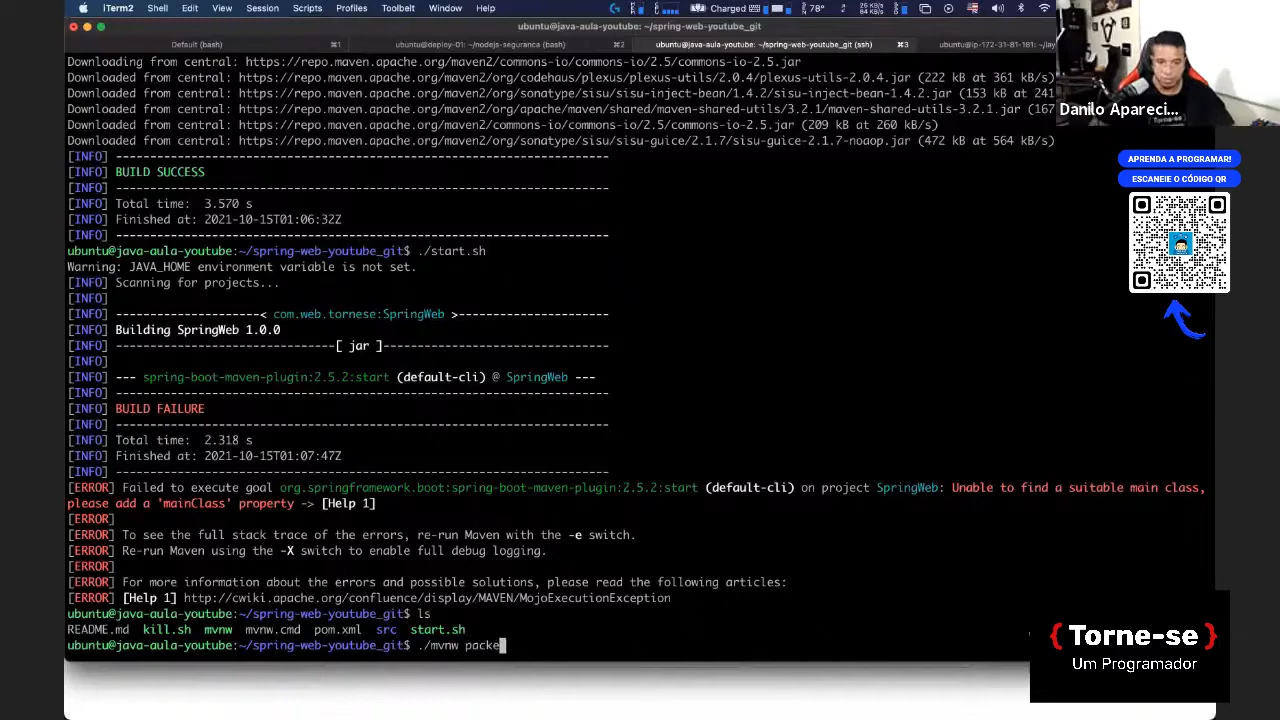 iTerm2 Shell Edit View Session Scripts Profiles Toolbelt Window Help Charged 78°
ubuntu@java-aula-youtube: ~/spring-web-youtube_git
Default (bash) ⌘1 ubuntu@deploy-01: ~/nodejs-seguranca (bash) ⌘2 ubuntu@java-aula-youtube: ~/spring-web-youtube_git (ssh) ⌘3
Downloading from central: https://repo.maven.apache.org/maven2/commons-io/commons-io/2.5/commons-io-2.5.jar
Downloaded from central: https://repo.maven.apache.org/maven2/org/codehaus/plexus/plexus-utils/2.0.4/plexus-utils-2.0.4.jar (222 kB at 361 kB/s)
Downloaded from central: https://repo.maven.apache.org/maven2/org/sonatype/sisu/sisu-inject-bean/1.4.2/sisu-inject-bean-1.4.2.jar (153 kB at 241
Downloaded from central: https://repo.maven.apache.org/maven2/org/apache/maven/shared/maven-shared-utils/3.2.1/maven-shared-utils-3.2.1.jar (167
Downloaded from central: https://repo.maven.apache.org/maven2/commons-io/commons-io/2.5/commons-io-2.5.jar (209 kB at 260 kB/s)
Downloaded from central: https://repo.maven.apache.org/maven2/org/sonatype/sisu/sisu-guice/2.1.7/sisu-guice-2.1.7-noaop.jar (472 kB at 564 kB/s)
[INFO] ------------------------------------------------------------------------
[INFO] BUILD SUCCESS
[INFO] ------------------------------------------------------------------------
[INFO] Total time:  3.570 s
[INFO] Finished at: 2021-10-15T01:06:32Z
[INFO] ------------------------------------------------------------------------
ubuntu@java-aula-youtube:~/spring-web-youtube_git$ ./start.sh
Warning: JAVA_HOME environment variable is not set.
[INFO] Scanning for projects...
[INFO]
[INFO] ---------------------< com.web.tornese:SpringWeb >----------------------
[INFO] Building SpringWeb 1.0.0
[INFO] --------------------------------[ jar ]---------------------------------
[INFO]
[INFO] --- spring-boot-maven-plugin:2.5.2:start (default-cli) @ SpringWeb ---
[INFO] ------------------------------------------------------------------------
[INFO] BUILD FAILURE
[INFO] ------------------------------------------------------------------------
[INFO] Total time:  2.318 s
[INFO] Finished at: 2021-10-15T01:07:47Z
[INFO] ------------------------------------------------------------------------
[ERROR] Failed to execute goal org.springframework.boot:spring-boot-maven-plugin:2.5.2:start (default-cli) on project SpringWeb: Unable to find a suitable main class,
please add a 'mainClass' property -> [Help 1]
[ERROR]
[ERROR] To see the full stack trace of the errors, re-run Maven with the -e switch.
[ERROR] Re-run Maven using the -X switch to enable full debug logging.
[ERROR]
[ERROR] For more information about the errors and possible solutions, please read the following articles:
[ERROR] [Help 1] http://cwiki.apache.org/confluence/display/MAVEN/MojoExecutionException
ubuntu@java-aula-youtube:~/spring-web-youtube_git$ ls
README.md kill.sh mvnw mvnw.cmd pom.xml src start.sh
ubuntu@java-aula-youtube:~/spring-web-youtube_git$ ./mvnw packe
Danilo Apareci...
APRENDA A PROGRAMAR!
ESCANEIE O CÓDIGO QR
{ Torne-se }
Um Programador